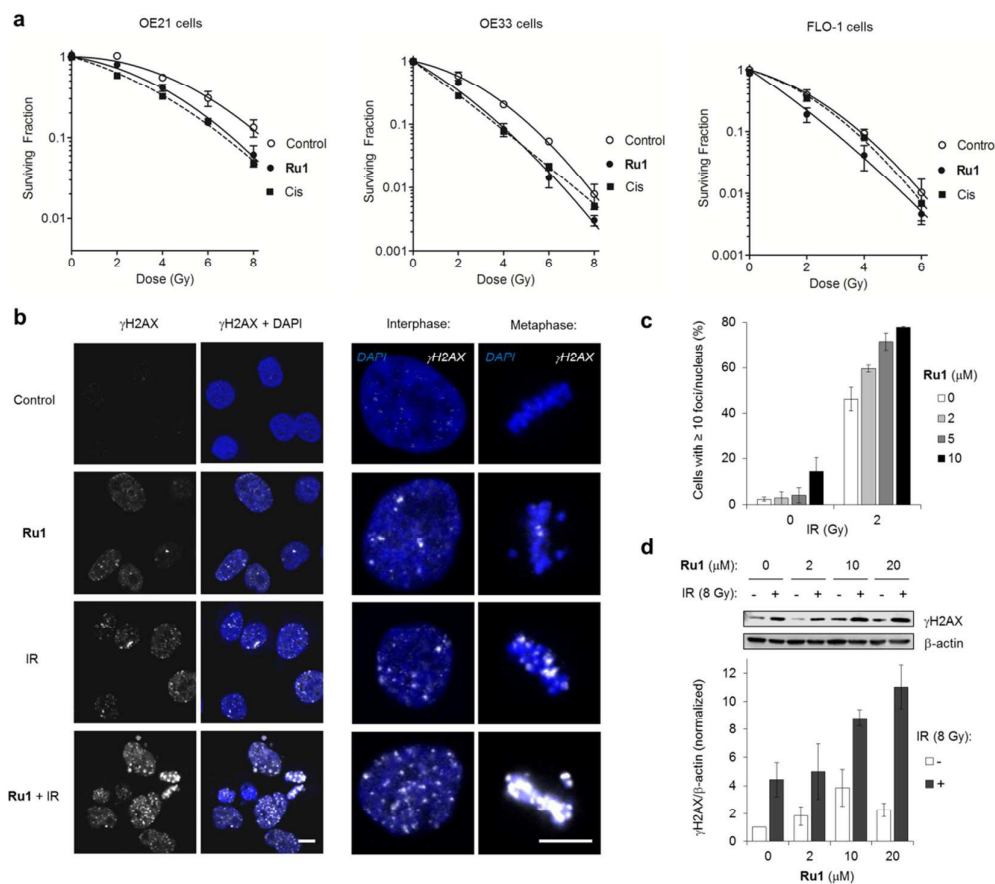 a
OE21 cells
OE33 cells
FLO-1 cells
Surviving Fraction
1
0.1
0.01
0 2 4 6 8
Dose (Gy)
Control
Ru1
Cis
Surviving Fraction
1
0.1
0.01
0.001
0 2 4 6 8
Dose (Gy)
Control
Ru1
Cis
Surviving Fraction
1
0.1
0.01
0.001
0 2 4 6
Dose (Gy)
Control
Ru1
Cis
b
γH2AX
γH2AX + DAPI
Interphase:
Metaphase:
Control
Ru1
IR
Ru1 + IR
DAPI γH2AX
DAPI γH2AX
c
Cells with ≥ 10 foci/nucleus (%)
80
60
40
20
0
0 2
IR (Gy)
Ru1 (μM)
0
2
5
10
d
Ru1 (μM): 0 2 10 20
IR (8 Gy): - + - + - + - +
γH2AX
β-actin
γH2AX/β-actin (normalized)
14
12
10
8
6
4
2
0
0 2 10 20
Ru1 (μM)
IR (8 Gy):
-
+